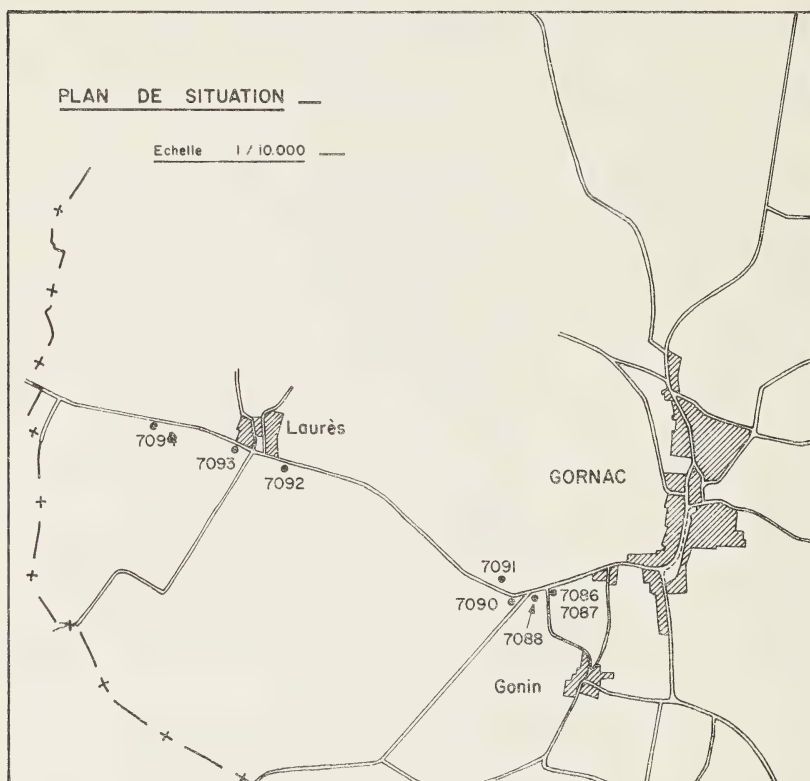 PLAN DE SITUATION
Echelle 1/10.000
Laurès
7094
7093
7092
GORNAC
7091
7090
7086
7087
7088
Gonin